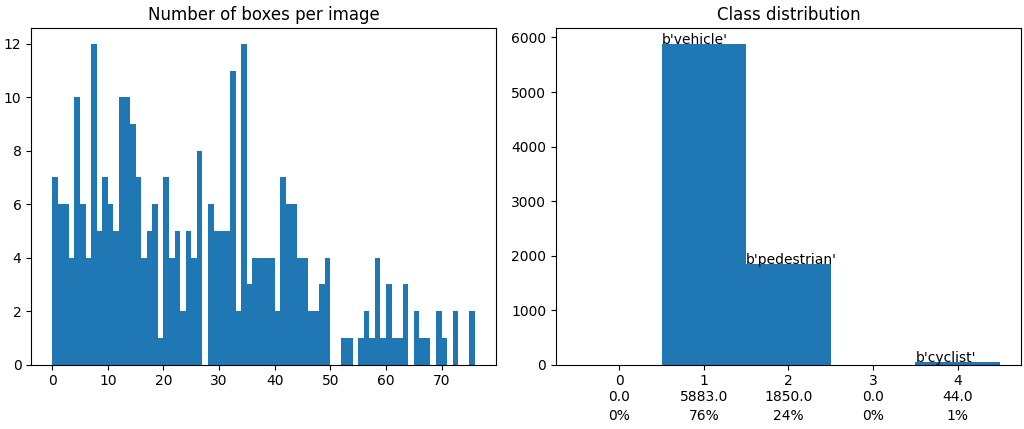 Number of boxes per image
12
10
8
6
4
2
0
0 10 20 30 40 50 60 70
Class distribution
6000
5000
4000
3000
2000
1000
0
b'vehicle'
b'pedestrian'
b'cyclist'
0 1 2 3 4
0.0 5883.0 1850.0 0.0 44.0
0% 76% 24% 0% 1%